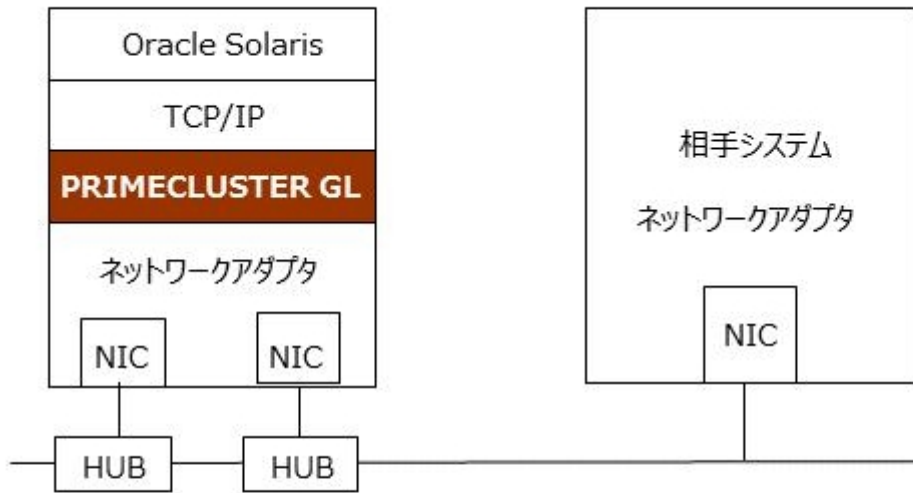 Oracle Solaris
TCP/IP
PRIMECLUSTER GL
ネットワークアダプタ
NIC
NIC
HUB
HUB
相手システム
ネットワークアダプタ
NIC